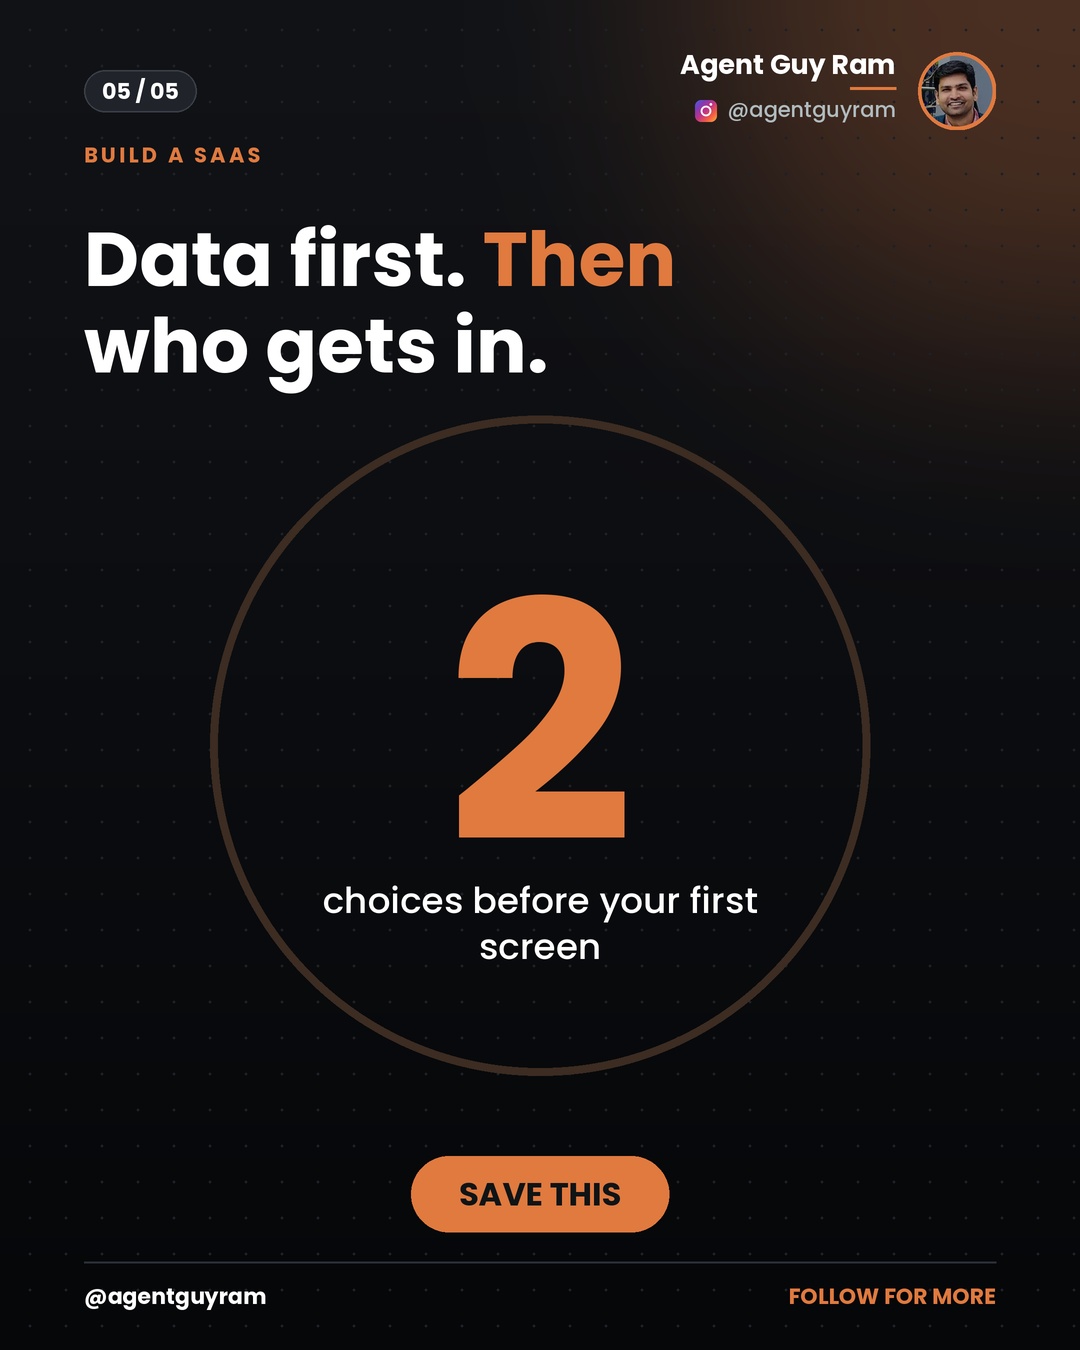 05 / 05
Agent Guy Ram
@agentguyram
BUILD A SAAS
Data first. Then
who gets in.
2
choices before your first
screen
SAVE THIS
@agentguyram
FOLLOW FOR MORE